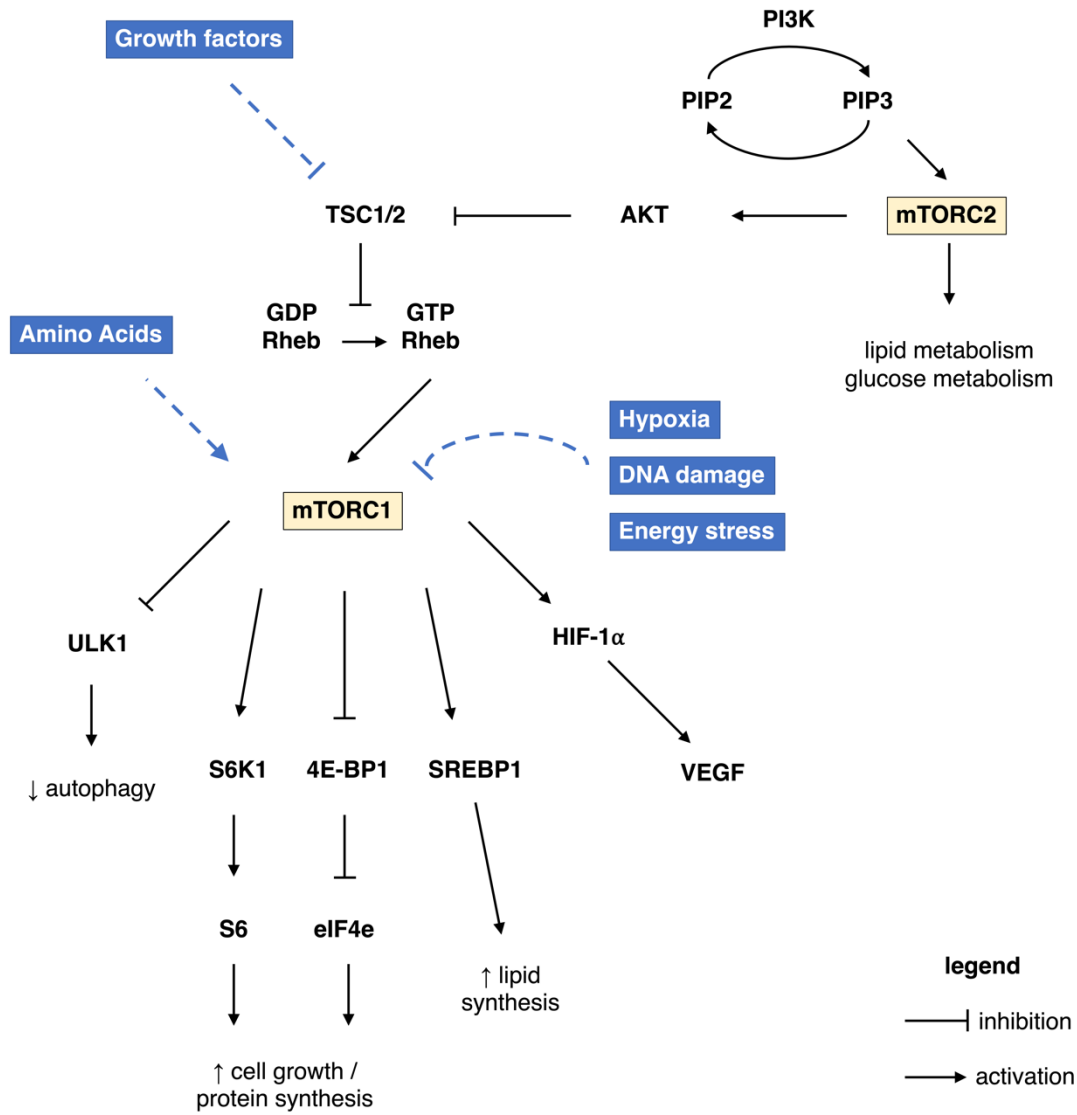 PI3K
Growth factors
PIP2
PIP3
TSC1/2
AKT
mTORC2
GDP
Rheb
GTP
Rheb
Amino Acids
lipid metabolism
glucose metabolism
Hypoxia
DNA damage
Energy stress
mTORC1
ULK1
HIF-1α
S6K1
4E-BP1
SREBP1
VEGF
↓ autophagy
S6
eIF4e
↑ lipid
synthesis
↑ cell growth /
protein synthesis
legend
inhibition
activation